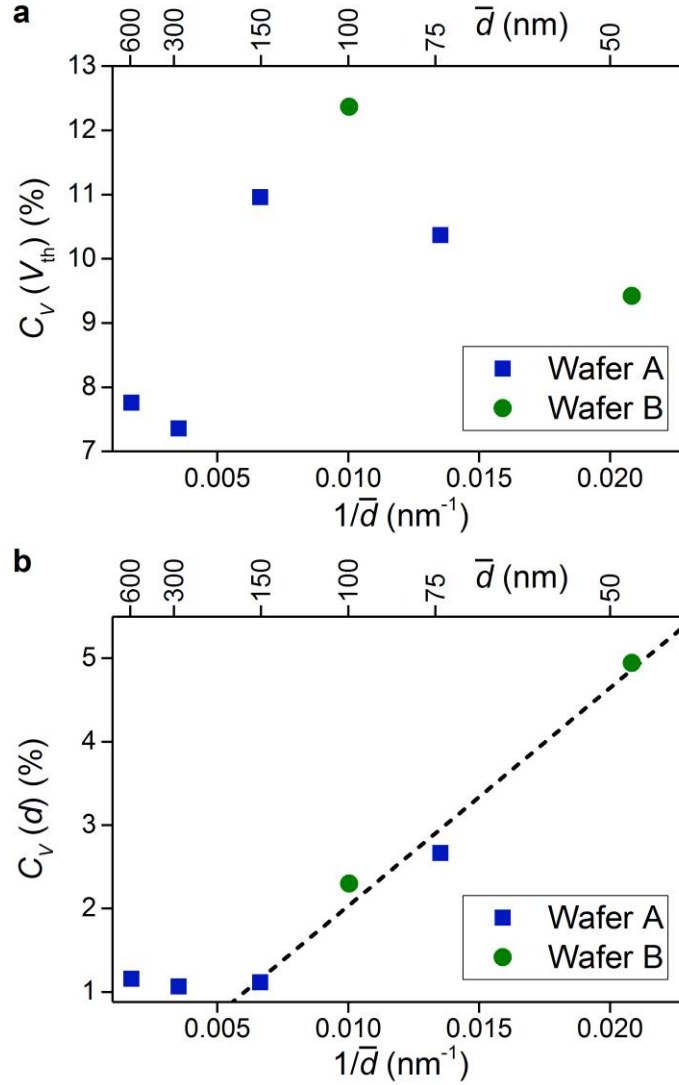 a
600 300 150 100 75 d̅ (nm) 50
13
12
11
10
9
8
7
C_V (V_th) (%)
Wafer A
Wafer B
0.005 0.010 0.015 0.020
1/d̅ (nm⁻¹)
b
600 300 150 100 75 d̅ (nm) 50
5
4
3
2
1
C_V (d) (%)
Wafer A
Wafer B
0.005 0.010 0.015 0.020
1/d̅ (nm⁻¹)